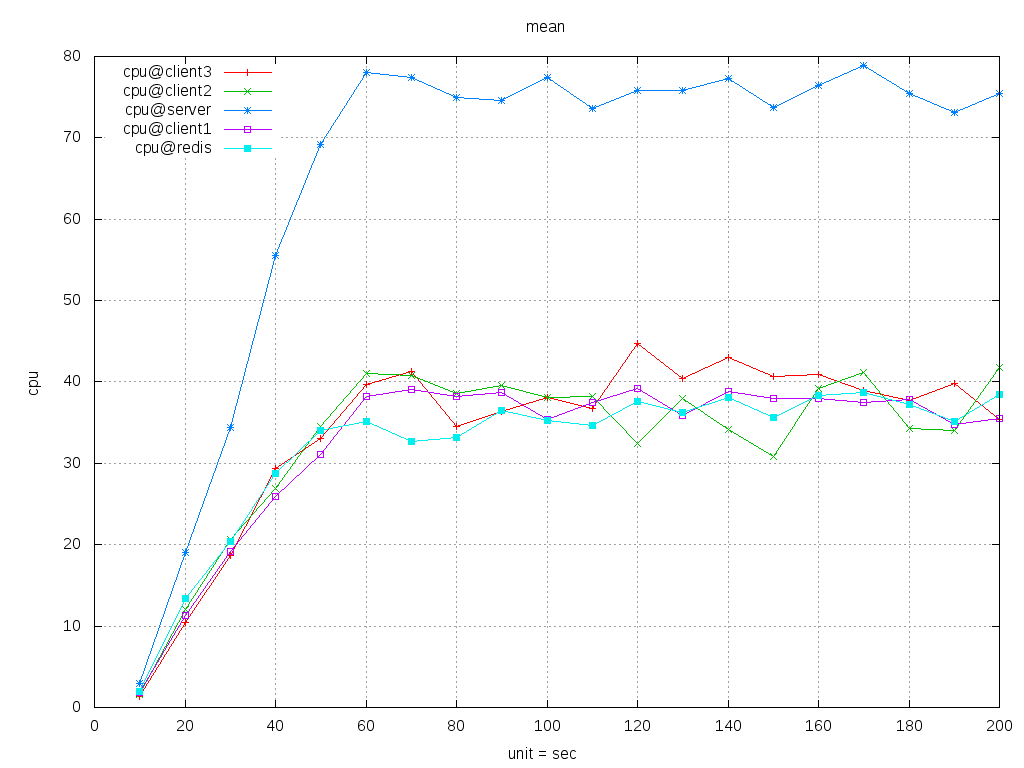 mean
80
70
60
50
40
30
20
10
0
cpu
cpu@client3
cpu@client2
cpu@server
cpu@client1
cpu@redis
0 20 40 60 80 100 120 140 160 180 200
unit = sec